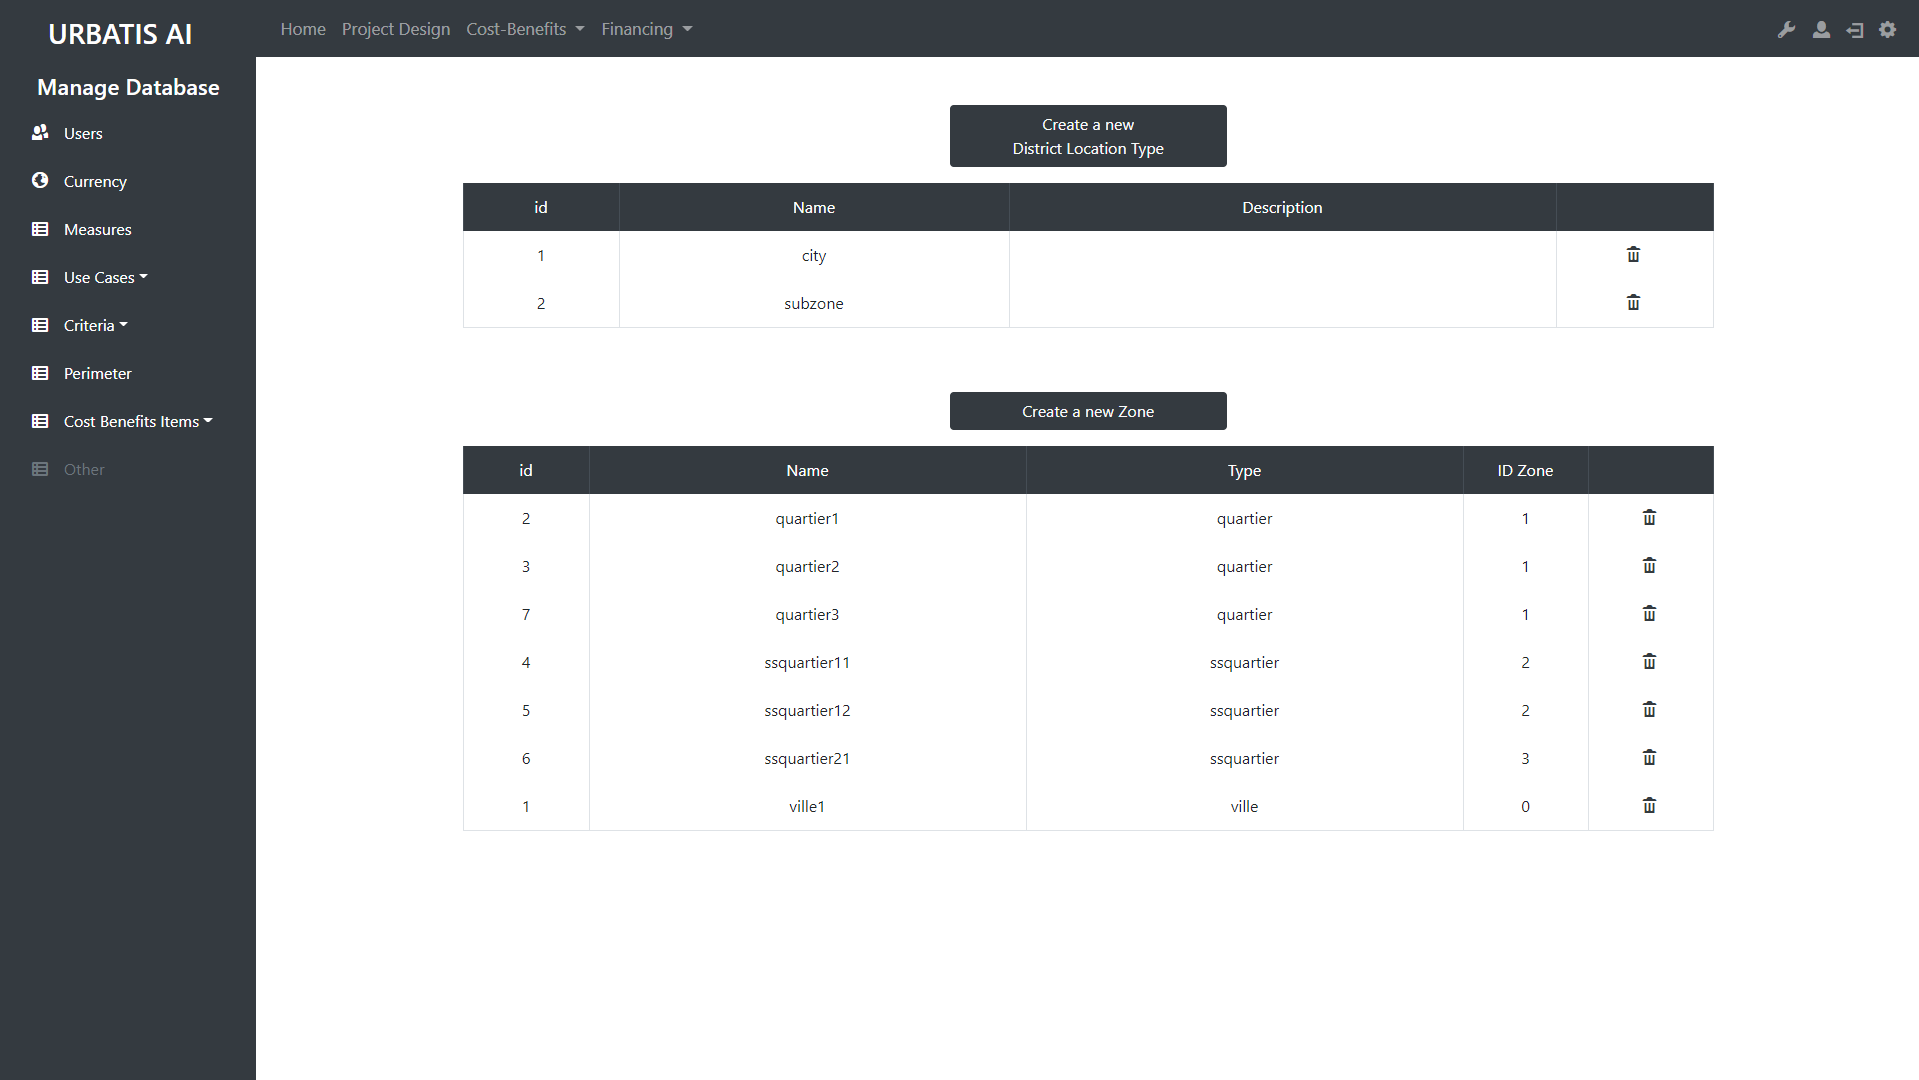 URBATIS AI
Home Project Design Cost-Benefits Financing
Manage Database
Users
Currency
Measures
Use Cases
Criteria
Perimeter
Cost Benefits Items
Other
Create a new
District Location Type
id Name Description
1 city
2 subzone
Create a new Zone
id Name Type ID Zone
2 quartier1 quartier 1
3 quartier2 quartier 1
7 quartier3 quartier 1
4 ssquartier11 ssquartier 2
5 ssquartier12 ssquartier 2
6 ssquartier21 ssquartier 3
1 ville1 ville 0